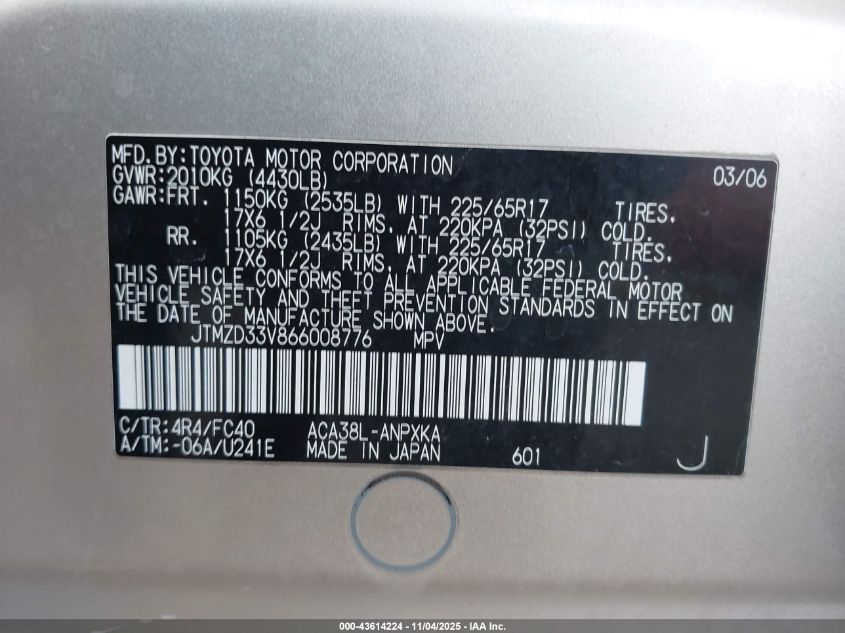 MFD.BY:TOYOTA MOTOR CORPORATION 03/06
GVWR:2010KG (4430LB)
GAWR:FRT. 1150KG (2535LB) WITH 225/65R17 TIRES,
17X6 1/2J RIMS, AT 220KPA (32PSI) COLD.
RR. 1105KG (2435LB) WITH 225/65R17 TIRES,
17X6 1/2J RIMS, AT 220KPA (32PSI) COLD.
THIS VEHICLE CONFORMS TO ALL APPLICABLE FEDERAL MOTOR
VEHICLE SAFETY AND THEFT PREVENTION STANDARDS IN EFFECT ON
THE DATE OF MANUFACTURE SHOWN ABOVE.
JTMZD33V866008776 MPV
C/TR:4R4/FC40 ACA38L-ANPXKA
A/TM:-06A/U241E MADE IN JAPAN 601 J
000-43614224 - 11/04/2025 - IAA Inc.